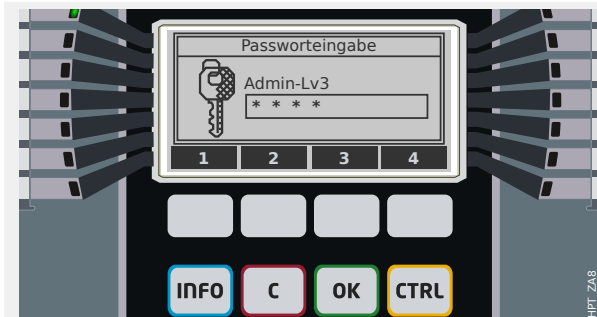 Passworteingabe
Admin-Lv3
* * * *
1 2 3 4
INFO C OK CTRL
HPT_ZA8